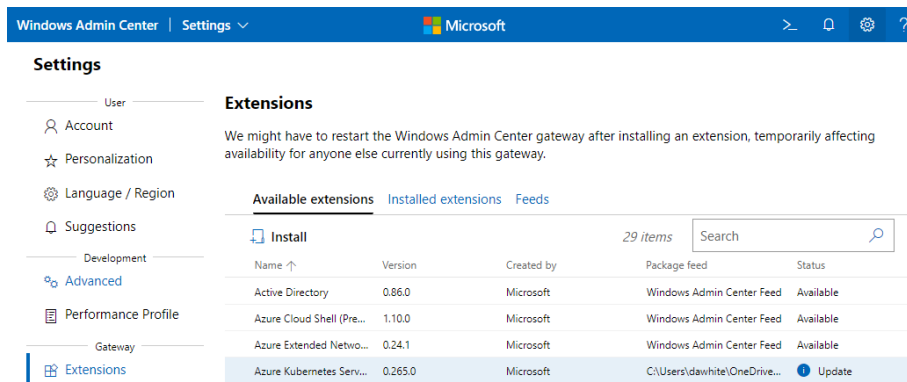 Windows Admin Center | Settings
Microsoft
>_
?
Settings
User
Account
Personalization
Language / Region
Suggestions
Development
Advanced
Performance Profile
Gateway
Extensions
Extensions
We might have to restart the Windows Admin Center gateway after installing an extension, temporarily affecting
availability for anyone else currently using this gateway.
Available extensions Installed extensions Feeds
Install 29 items Search
Name ↑ Version Created by Package feed Status
Active Directory 0.86.0 Microsoft Windows Admin Center Feed Available
Azure Cloud Shell (Pre... 1.10.0 Microsoft Windows Admin Center Feed Available
Azure Extended Netwo... 0.24.1 Microsoft Windows Admin Center Feed Available
Azure Kubernetes Serv... 0.265.0 Microsoft C:\Users\dawhite\OneDrive... Update